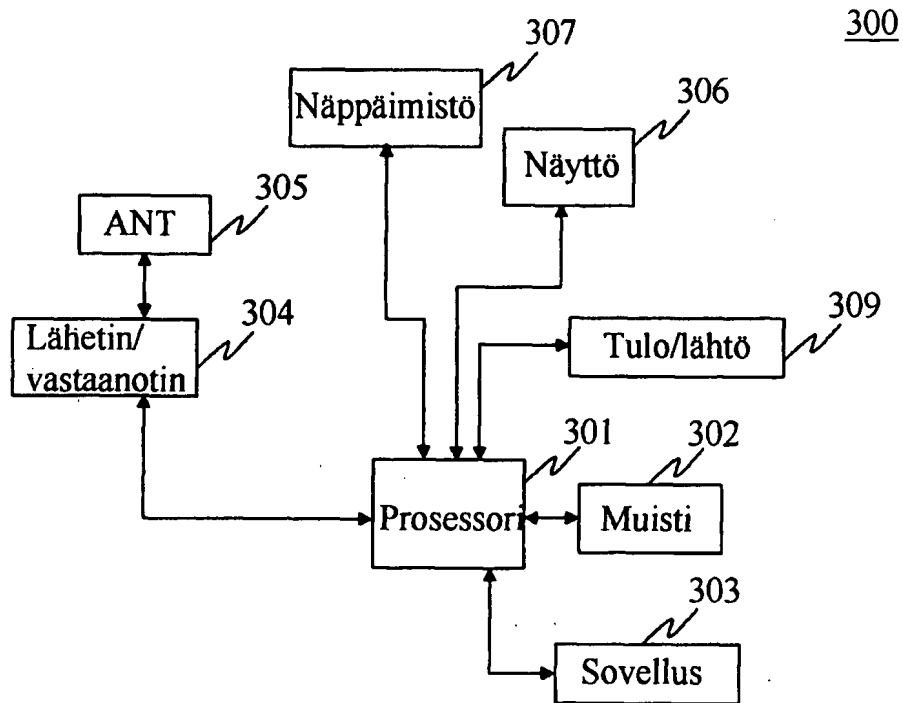 300
307
Näppäimistö
306
Näyttö
305
ANT
304
Lähetin/
vastaanotin
309
Tulo/lähtö
301
Prosessori
302
Muisti
303
Sovellus